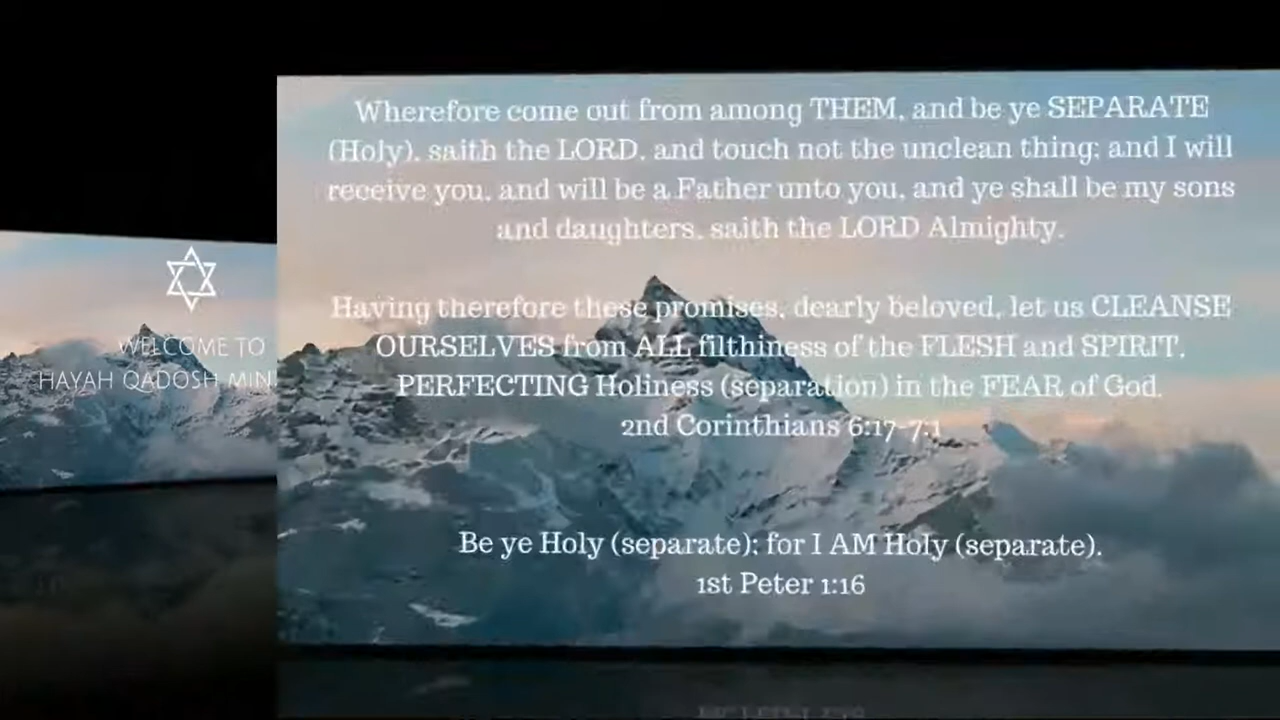 WELCOME TO
HAYAH QADOSH MIN
Wherefore come out from among THEM, and be ye SEPARATE
(Holy), saith the LORD, and touch not the unclean thing; and I will
receive you, and will be a Father unto you, and ye shall be my sons
and daughters, saith the LORD Almighty.
Having therefore these promises, dearly beloved, let us CLEANSE
OURSELVES from ALL filthiness of the FLESH and SPIRIT,
PERFECTING Holiness (separation) in the FEAR of God.
2nd Corinthians 6:17-7:1
Be ye Holy (separate); for I AM Holy (separate).
1st Peter 1:16